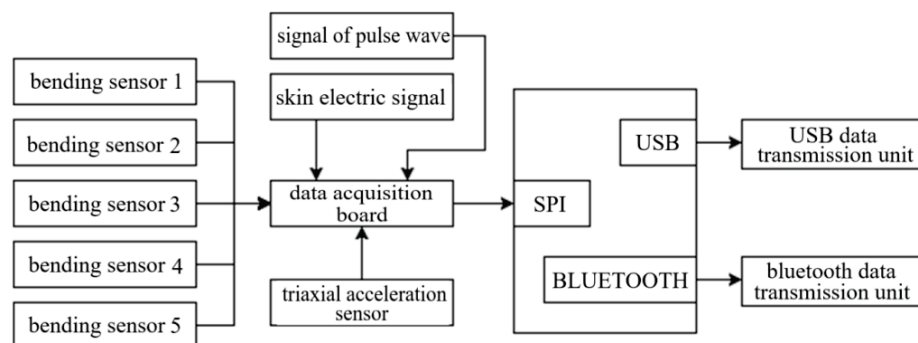 bending sensor 1
bending sensor 2
bending sensor 3
bending sensor 4
bending sensor 5
signal of pulse wave
skin electric signal
data acquisition
board
triaxial acceleration
sensor
SPI
USB
BLUETOOTH
USB data
transmission unit
bluetooth data
transmission unit